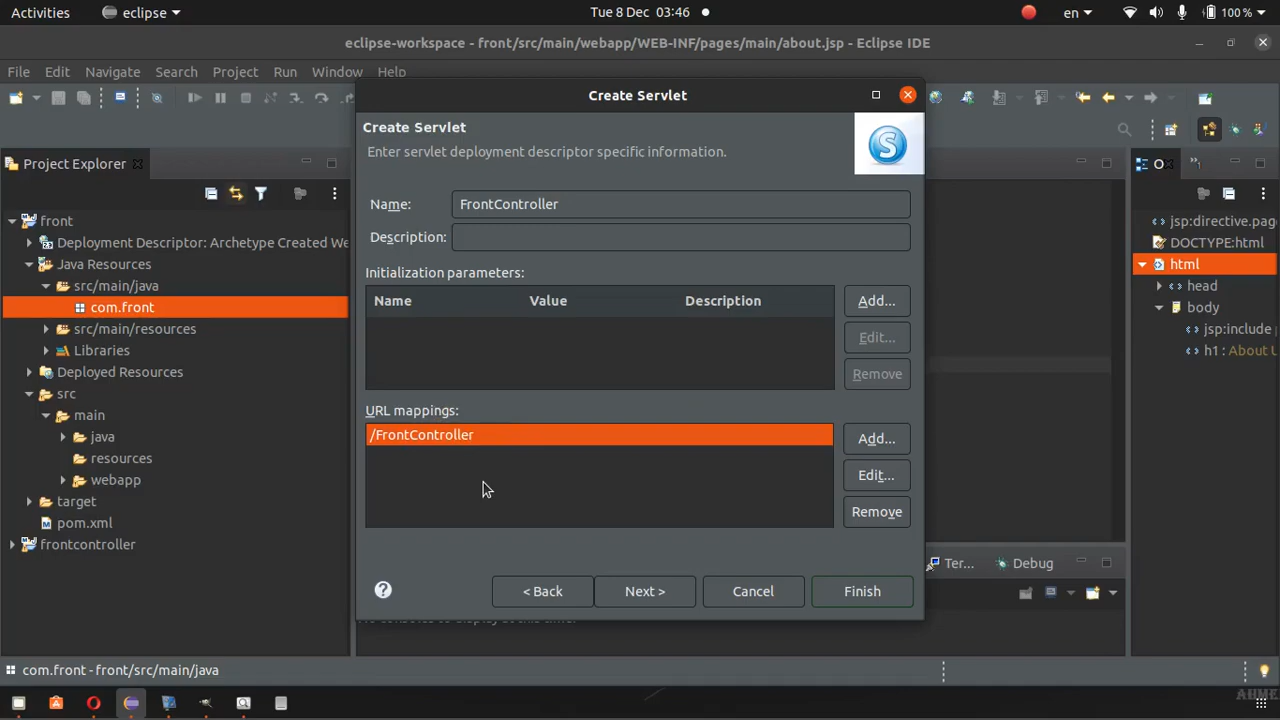 Activities eclipse Tue 8 Dec 03:46 en 100 %
eclipse-workspace - front/src/main/webapp/WEB-INF/pages/main/about.jsp - Eclipse IDE
File Edit Navigate Search Project Run Window Help
Create Servlet
Create Servlet
Enter servlet deployment descriptor specific information.
Project Explorer
Name: FrontController
Description:
Initialization parameters:
Name Value Description
Add...
Edit...
Remove
URL mappings:
/FrontController
Add...
Edit...
Remove
< Back Next > Cancel Finish
front
Deployment Descriptor: Archetype Created We
Java Resources
src/main/java
com.front
src/main/resources
Libraries
Deployed Resources
src
main
java
resources
webapp
target
pom.xml
frontcontroller
O
jsp:directive.pag
DOCTYPE:html
html
head
body
jsp:include
h1 : About U
Ter... Debug
com.front - front/src/main/java